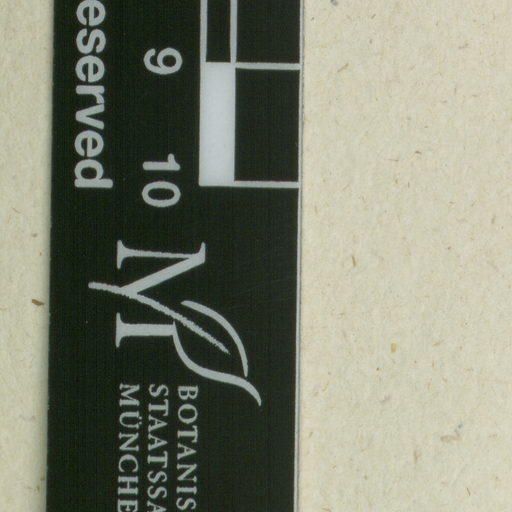 9 10
eserved
M
BOTANIS
STAATSSA
MÜNCHE